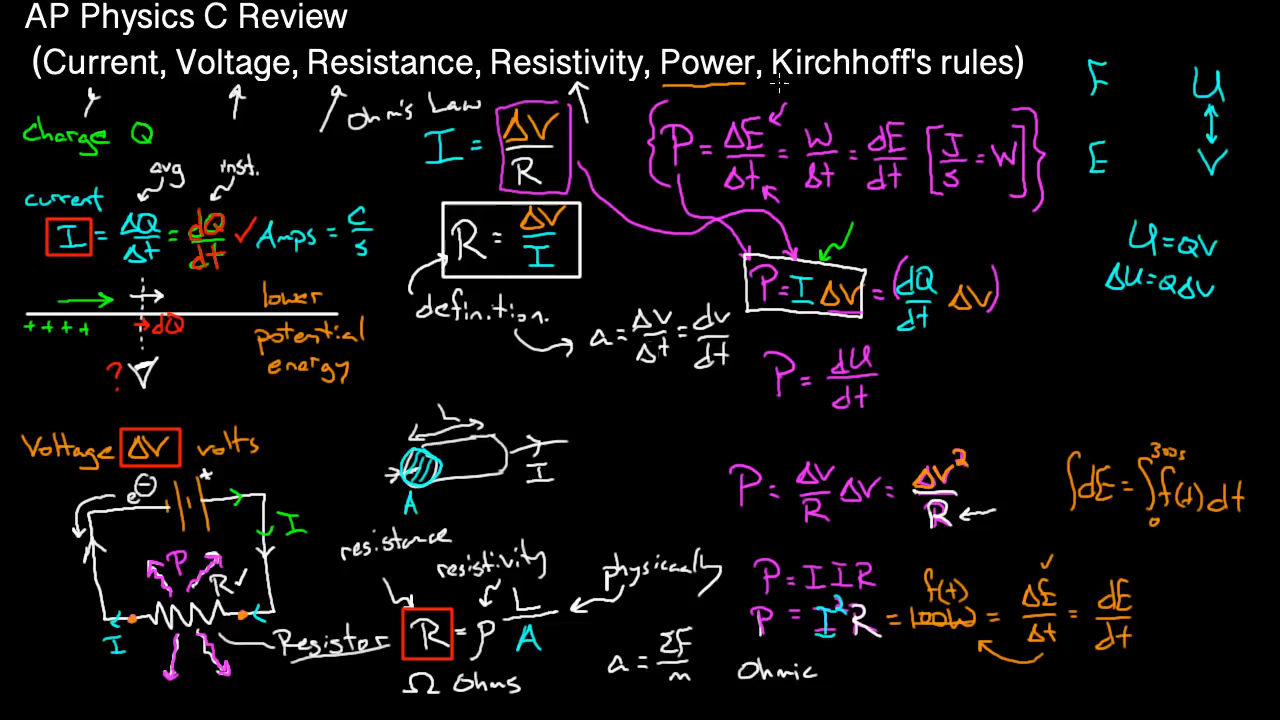 AP Physics C Review
(Current, Voltage, Resistance, Resistivity, Power, Kirchhoff's rules)
charge Q
avg
inst.
current
I = ΔQ/Δt = dQ/dt ✓ Amps = C/s
++++
→dQ
?
lower
potential
energy
Ohm's Law
I = ΔV/R
R = ΔV/I
definition.
a = Δv/Δt = dv/dt
{P = ΔE/Δt = W/Δt = dE/dt [J/s = W]}
P = I ΔV = (dQ/dt ΔV)
P = dU/dt
F U
E V
U = QV
ΔU = QΔV
Voltage ΔV volts
e⊖
+
I
P
R ✓
I
Resistor
L
A
I
resistance
resistivity
physically
R = ρ L/A
Ω ohms
a = ΣF/m
P = ΔV/R ΔV = ΔV²/R
∫dE = ∫₀³⁰⁰ˢ f(t) dt
P = I I R
f(t)
P = I²R = 100W = ΔE/Δt = dE/dt
Ohmic